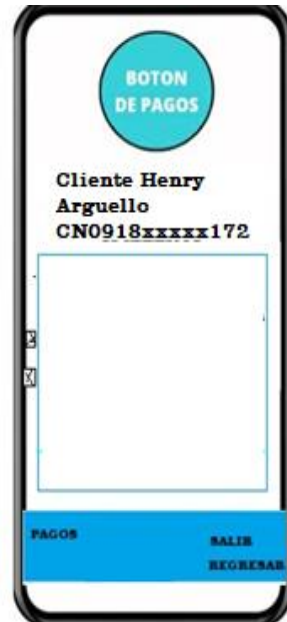 BOTON
DE PAGOS
Cliente Henry
Arguello
CN0918xxxxx172
PAGOS
SALIR
REGRESAR